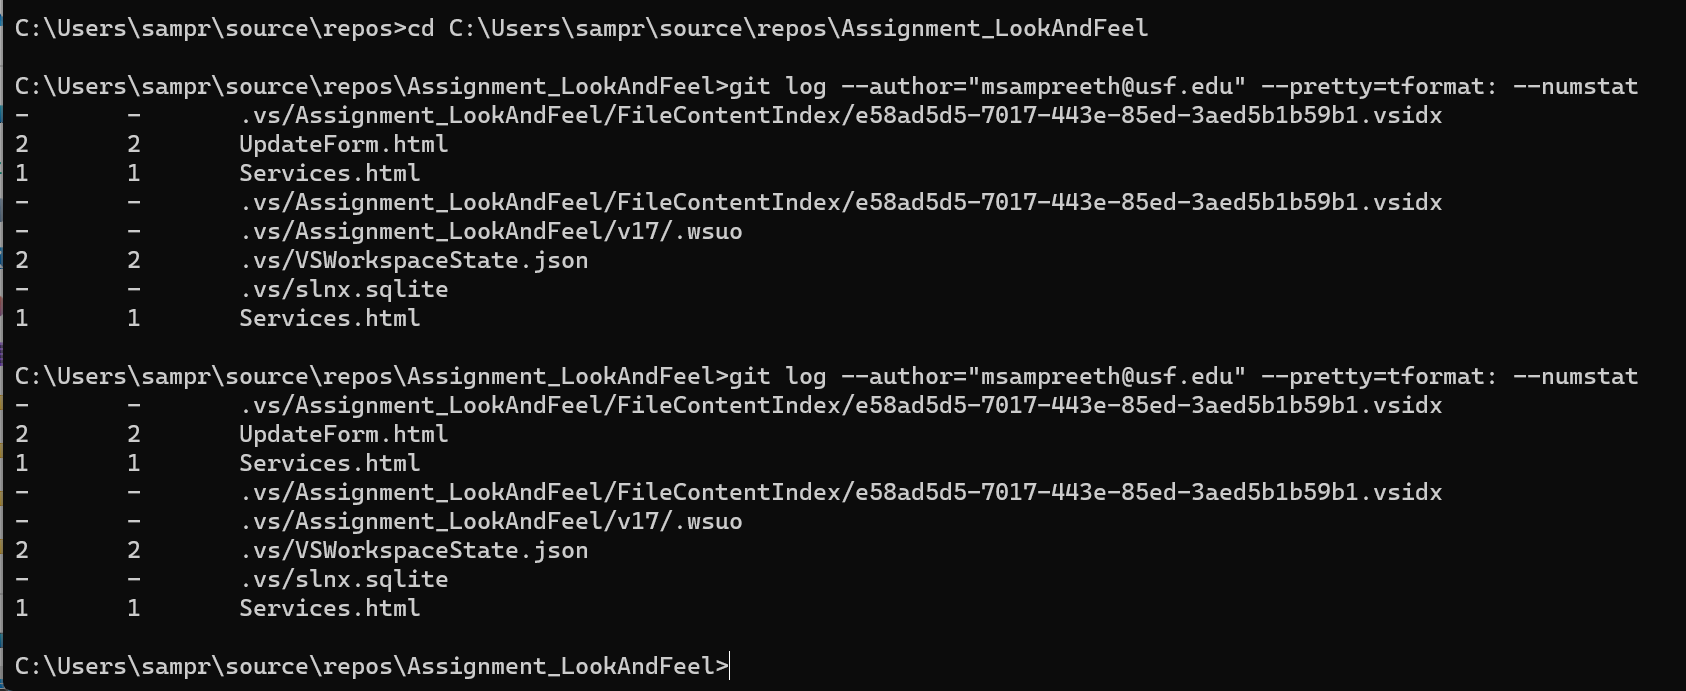 C:\Users\sampr\source\repos>cd C:\Users\sampr\source\repos\Assignment_LookAndFeel
C:\Users\sampr\source\repos\Assignment_LookAndFeel>git log --author="msampreeth@usf.edu" --pretty=tformat: --numstat
-       -       .vs/Assignment_LookAndFeel/FileContentIndex/e58ad5d5-7017-443e-85ed-3aed5b1b59b1.vsidx
2       2       UpdateForm.html
1       1       Services.html
-       -       .vs/Assignment_LookAndFeel/FileContentIndex/e58ad5d5-7017-443e-85ed-3aed5b1b59b1.vsidx
-       -       .vs/Assignment_LookAndFeel/v17/.wsuo
2       2       .vs/VSWorkspaceState.json
-       -       .vs/slnx.sqlite
1       1       Services.html
C:\Users\sampr\source\repos\Assignment_LookAndFeel>git log --author="msampreeth@usf.edu" --pretty=tformat: --numstat
-       -       .vs/Assignment_LookAndFeel/FileContentIndex/e58ad5d5-7017-443e-85ed-3aed5b1b59b1.vsidx
2       2       UpdateForm.html
1       1       Services.html
-       -       .vs/Assignment_LookAndFeel/FileContentIndex/e58ad5d5-7017-443e-85ed-3aed5b1b59b1.vsidx
-       -       .vs/Assignment_LookAndFeel/v17/.wsuo
2       2       .vs/VSWorkspaceState.json
-       -       .vs/slnx.sqlite
1       1       Services.html
C:\Users\sampr\source\repos\Assignment_LookAndFeel>